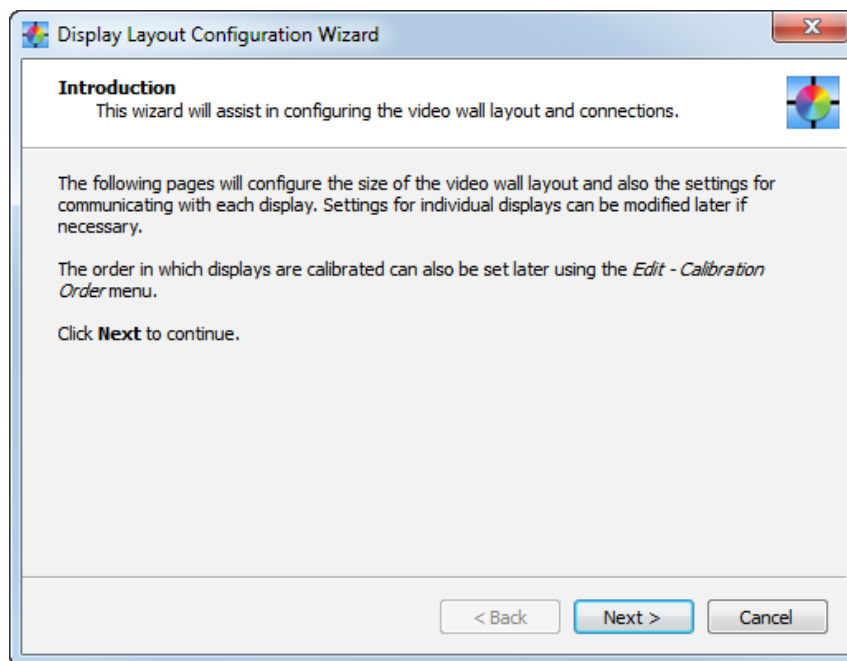 Display Layout Configuration Wizard
Introduction
This wizard will assist in configuring the video wall layout and connections.
The following pages will configure the size of the video wall layout and also the settings for
communicating with each display. Settings for individual displays can be modified later if
necessary.
The order in which displays are calibrated can also be set later using the Edit - Calibration
Order menu.
Click Next to continue.
< Back Next > Cancel